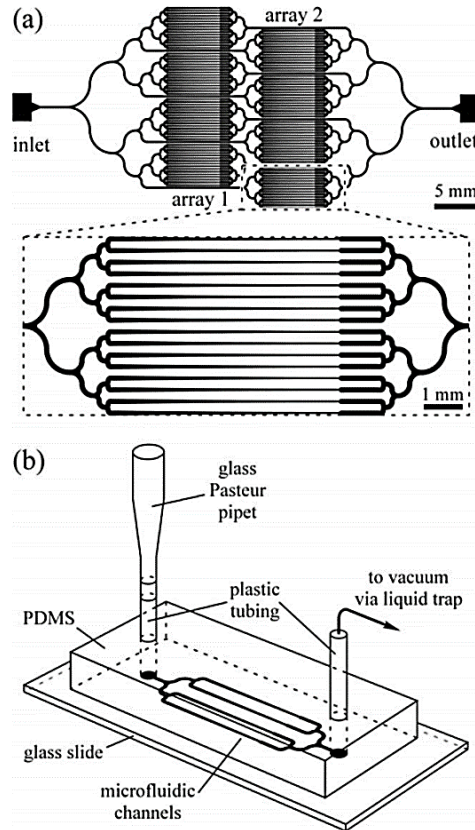 (a)
array 2
inlet
outlet
array 1
5 mm
1 mm
(b)
glass
Pasteur
pipet
plastic
tubing
to vacuum
via liquid trap
PDMS
glass slide
microfluidic
channels